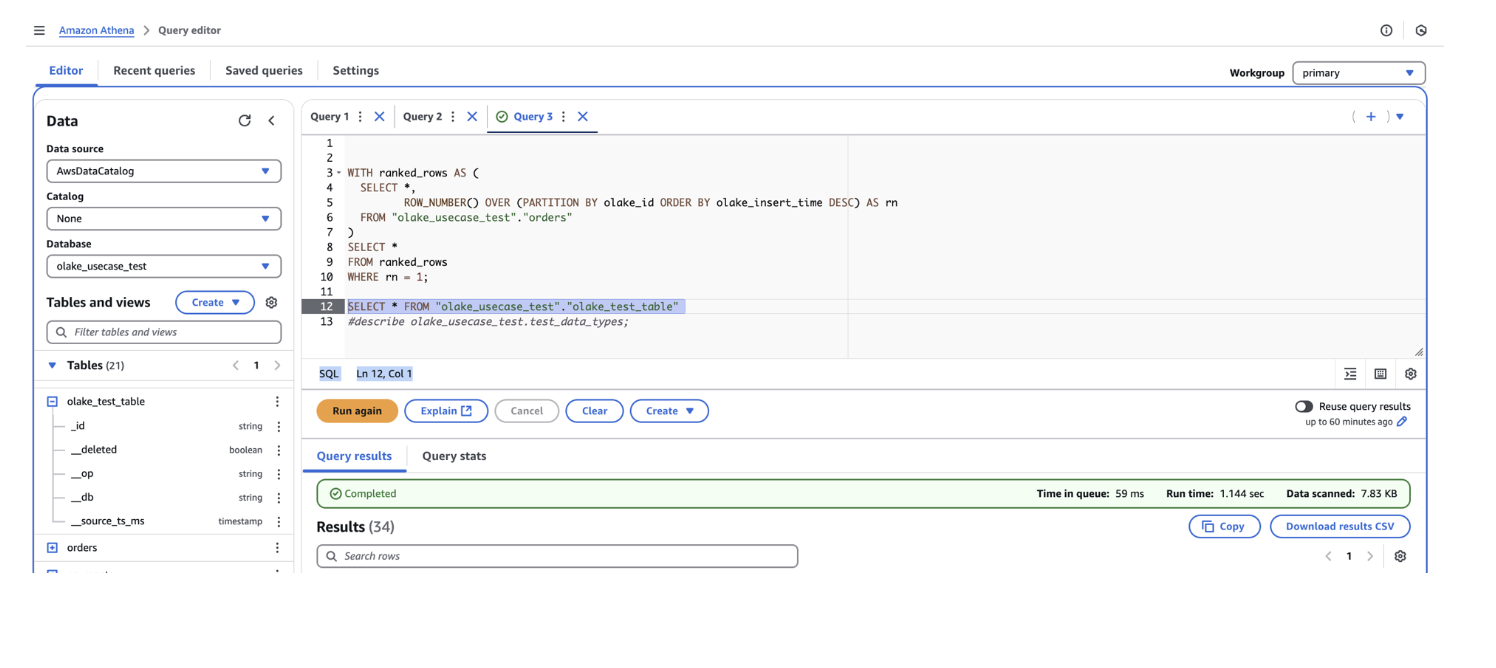 Amazon Athena > Query editor
Editor Recent queries Saved queries Settings
Workgroup primary
Data
Data source
AwsDataCatalog
Catalog
None
Database
olake_usecase_test
Tables and views Create
Filter tables and views
Tables (21) < 1 >
olake_test_table
_id string
__deleted boolean
__op string
__db string
__source_ts_ms timestamp
orders
Query 1 Query 2 Query 3
1
2
3 WITH ranked_rows AS (
4 SELECT *,
5 ROW_NUMBER() OVER (PARTITION BY olake_id ORDER BY olake_insert_time DESC) AS rn
6 FROM "olake_usecase_test"."orders"
7 )
8 SELECT *
9 FROM ranked_rows
10 WHERE rn = 1;
11
12 SELECT * FROM "olake_usecase_test"."olake_test_table"
13 #describe olake_usecase_test.test_data_types;
SQL Ln 12, Col 1
Run again Explain Cancel Clear Create
Reuse query results
up to 60 minutes ago
Query results Query stats
Completed Time in queue: 59 ms Run time: 1.144 sec Data scanned: 7.83 KB
Results (34) Copy Download results CSV
Search rows < 1 >